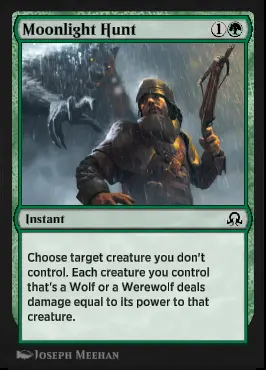 Moonlight Hunt 1
Instant
Choose target creature you don't
control. Each creature you control
that's a Wolf or a Werewolf deals
damage equal to its power to that
creature.
Joseph Meehan